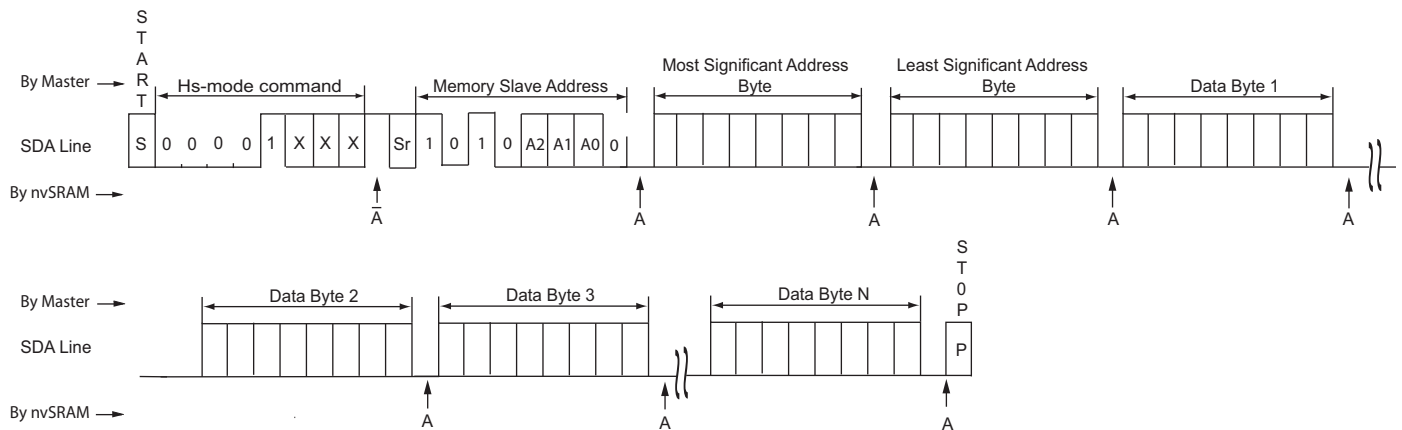 S
T
A
R
T
By Master
Hs-mode command
Memory Slave Address
Most Significant Address
Byte
Least Significant Address
Byte
Data Byte 1
SDA Line
S 0 0 0 0 1 X X X Sr 1 0 1 0 A2 A1 A0 0
By nvSRAM
A̅ A A A A
S
T
0
P
By Master
Data Byte 2
Data Byte 3
Data Byte N
SDA Line
P
By nvSRAM
A A A